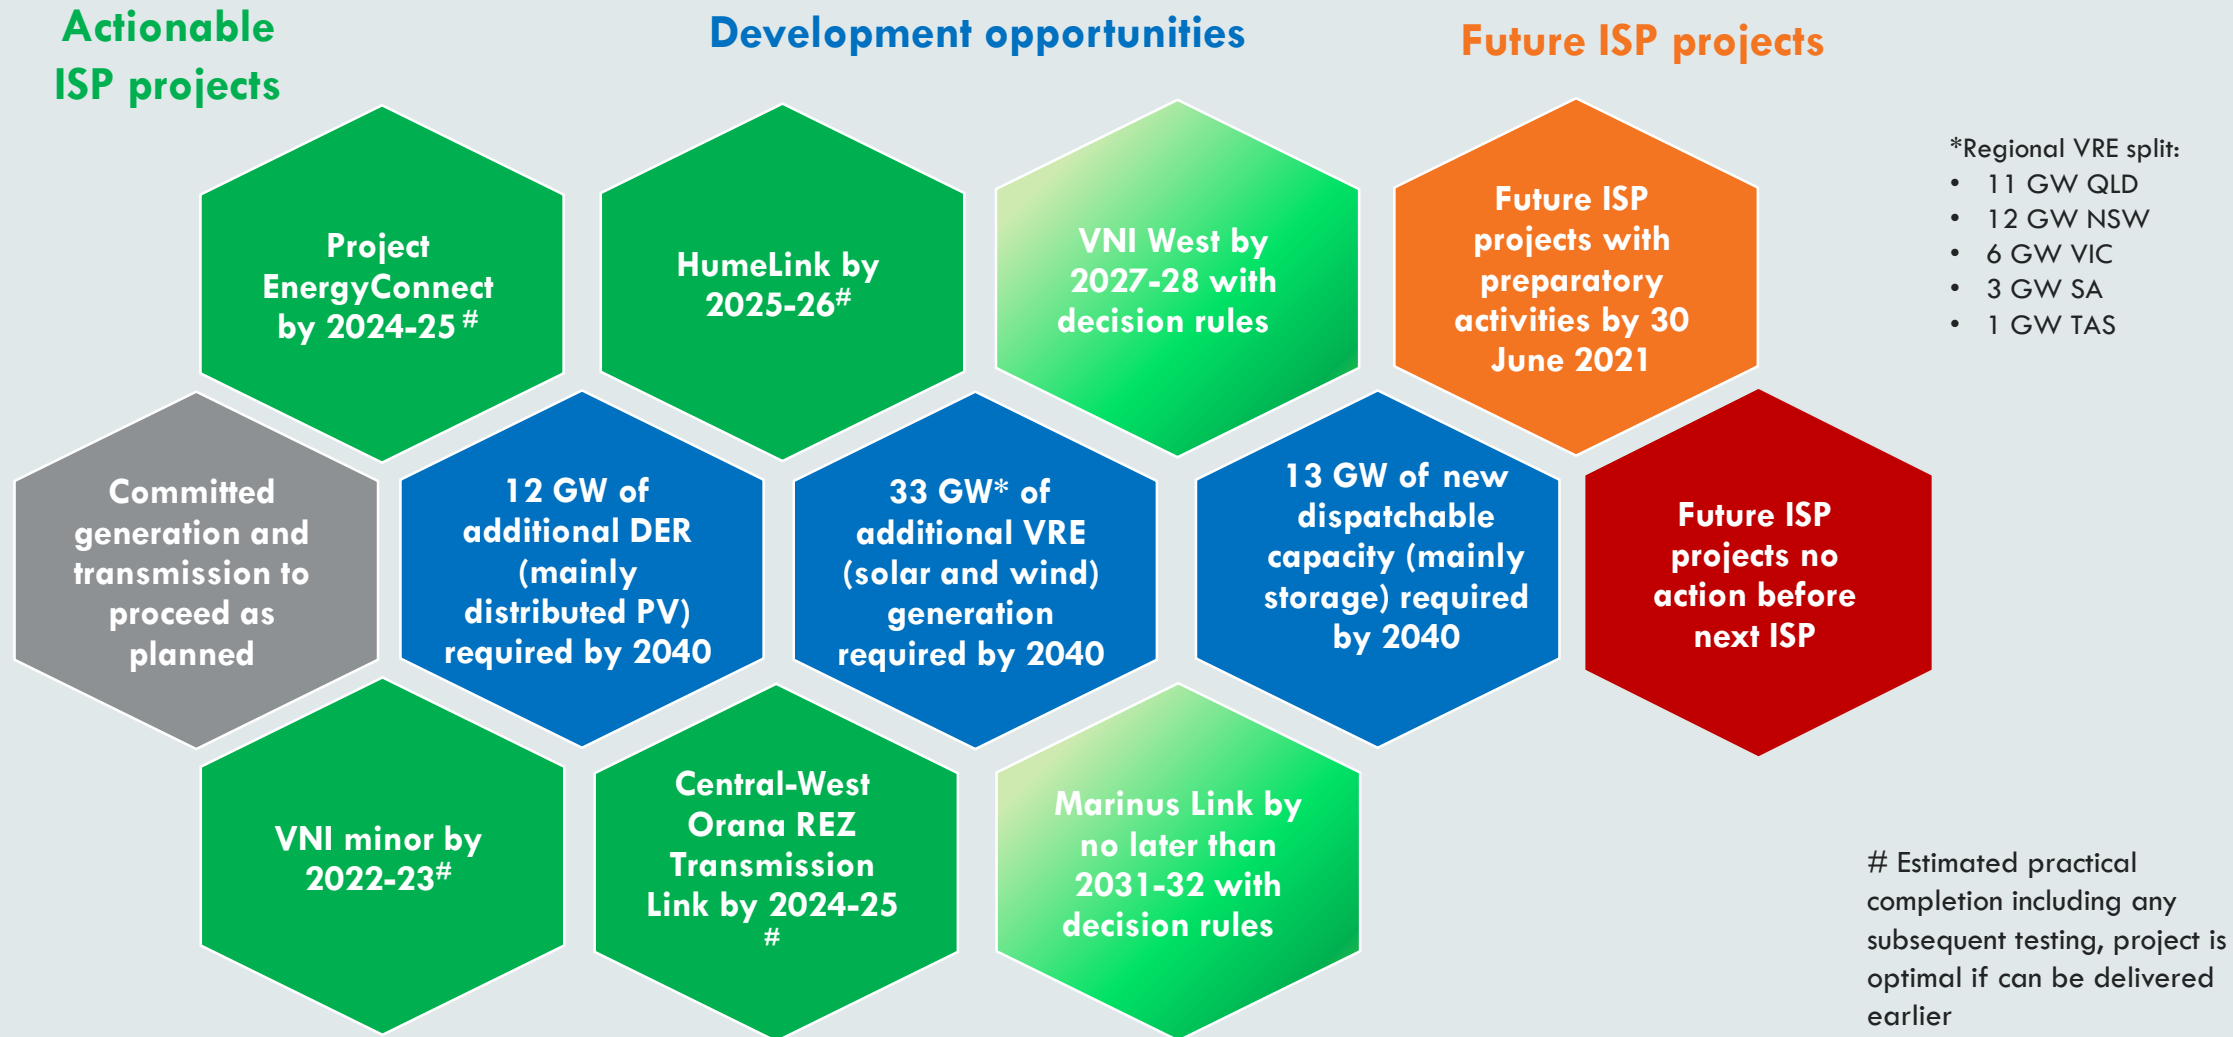 Actionable
ISP projects
Development opportunities
Future ISP projects
Project
EnergyConnect
by 2024-25 #
HumeLink by
2025-26#
VNI West by
2027-28 with
decision rules
Future ISP
projects with
preparatory
activities by 30
June 2021
*Regional VRE split:
• 11 GW QLD
• 12 GW NSW
• 6 GW VIC
• 3 GW SA
• 1 GW TAS
Committed
generation and
transmission to
proceed as
planned
12 GW of
additional DER
(mainly
distributed PV)
required by 2040
33 GW* of
additional VRE
(solar and wind)
generation
required by 2040
13 GW of new
dispatchable
capacity (mainly
storage) required
by 2040
Future ISP
projects no
action before
next ISP
VNI minor by
2022-23#
Central-West
Orana REZ
Transmission
Link by 2024-25
#
Marinus Link by
no later than
2031-32 with
decision rules
# Estimated practical
completion including any
subsequent testing, project is
optimal if can be delivered
earlier